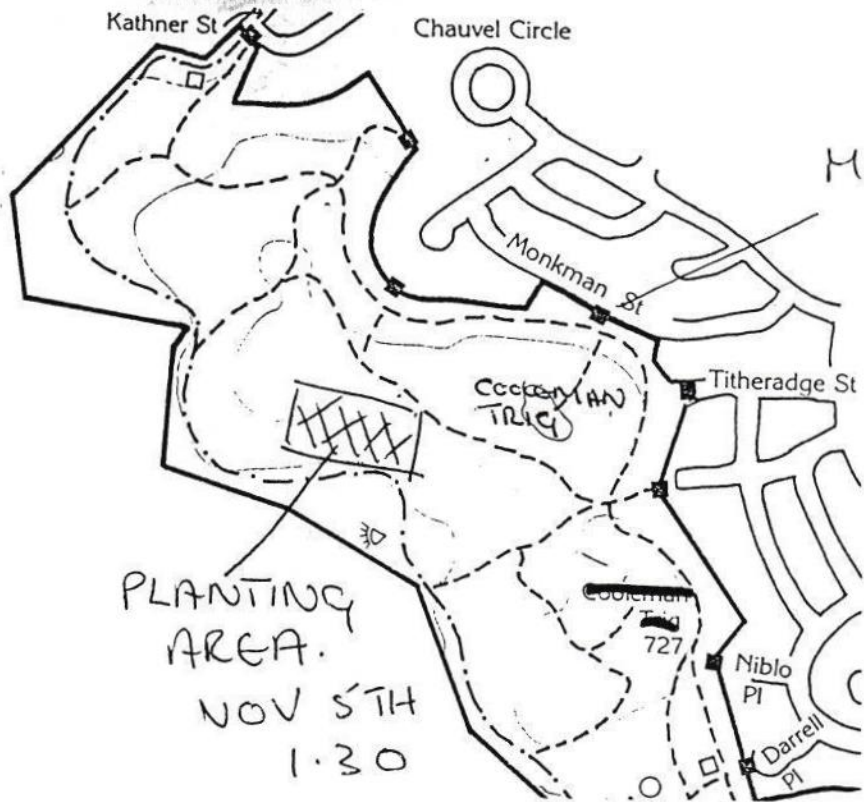 Kathner St
Chauvel Circle
M
Monkman St
Titheradge St
COOLEMAN
TRIG
Cooleman
Trig
727
PLANTING
AREA.
NOV 5TH
1.30
Niblo
Pl
Darrell
Pl